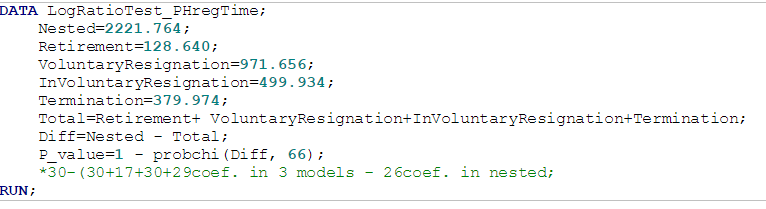 DATA LogRatioTest_PHregTime;
Nested=2221.764;
Retirement=128.640;
VoluntaryResignation=971.656;
InVoluntaryResignation=499.934;
Termination=379.974;
Total=Retirement+ VoluntaryResignation+InVoluntaryResignation+Termination;
Diff=Nested - Total;
P_value=1 - probchi(Diff, 66);
*30-(30+17+30+29coef. in 3 models - 26coef. in nested;
RUN;